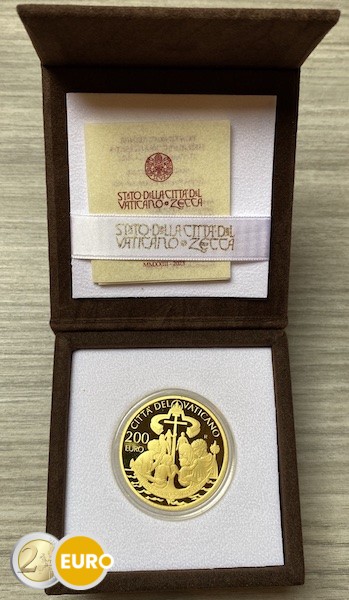 STATO DELLA CITTÀ DEL
VATICANO ZECCA
STATO DELLA CITTÀ DEL
VATICANO ZECCA
CITTÀ DEL VATICANO
200
EURO
2
EURO